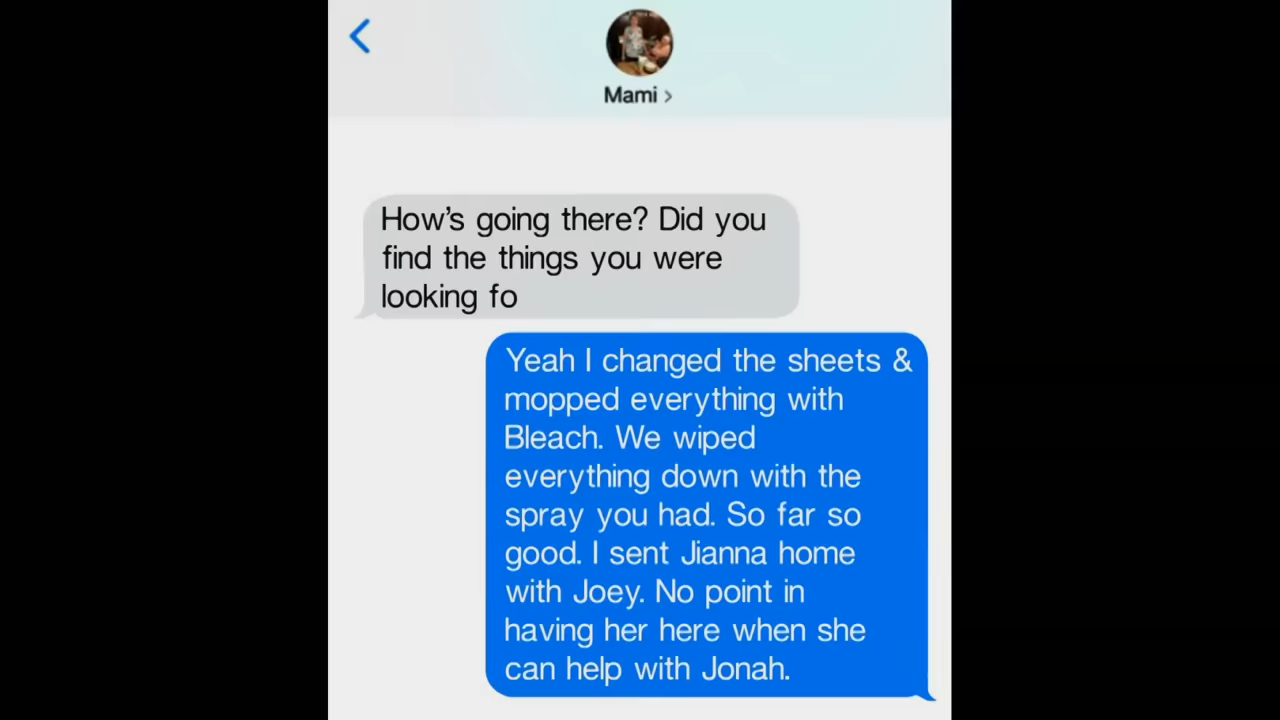 Mami >
How's going there? Did you
find the things you were
looking fo
Yeah I changed the sheets &
mopped everything with
Bleach. We wiped
everything down with the
spray you had. So far so
good. I sent Jianna home
with Joey. No point in
having her here when she
can help with Jonah.